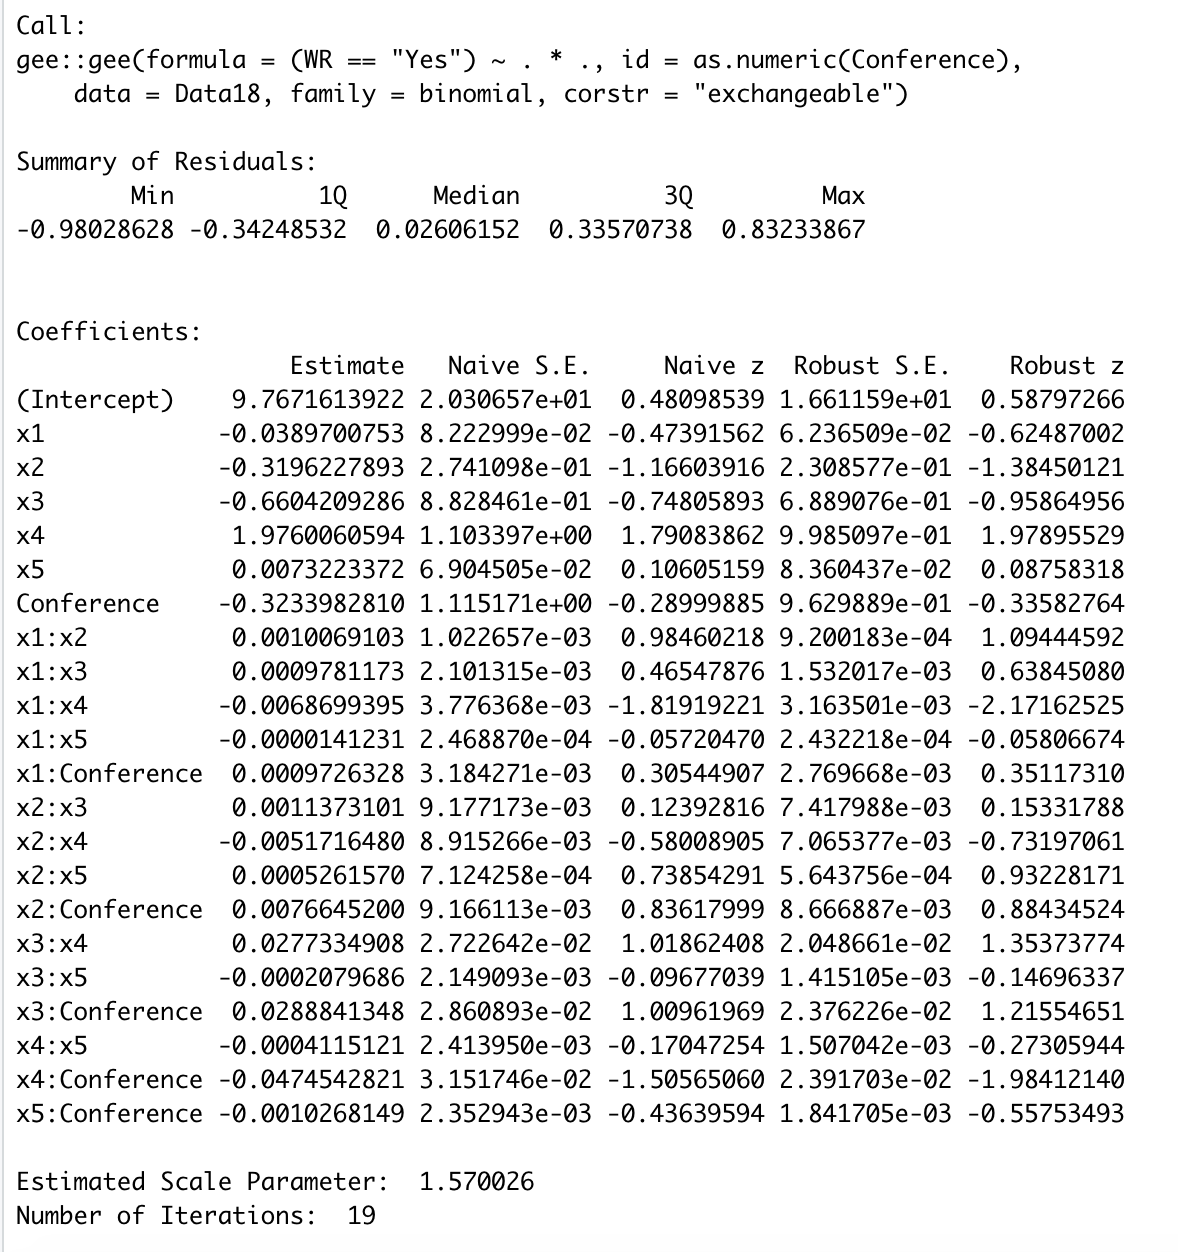 Call:
gee::gee(formula = (WR == "Yes") ~ . * ., id = as.numeric(Conference),
    data = Data18, family = binomial, corstr = "exchangeable")
Summary of Residuals:
        Min          1Q      Median          3Q         Max
-0.98028628 -0.34248532  0.02606152  0.33570738  0.83233867
Coefficients:
                   Estimate   Naive S.E.     Naive z  Robust S.E.    Robust z
(Intercept)    9.7671613922 2.030657e+01  0.48098539 1.661159e+01  0.58797266
x1            -0.0389700753 8.222999e-02 -0.47391562 6.236509e-02 -0.62487002
x2            -0.3196227893 2.741098e-01 -1.16603916 2.308577e-01 -1.38450121
x3            -0.6604209286 8.828461e-01 -0.74805893 6.889076e-01 -0.95864956
x4             1.9760060594 1.103397e+00  1.79083862 9.985097e-01  1.97895529
x5             0.0073223372 6.904505e-02  0.10605159 8.360437e-02  0.08758318
Conference    -0.3233982810 1.115171e+00 -0.28999885 9.629889e-01 -0.33582764
x1:x2          0.0010069103 1.022657e-03  0.98460218 9.200183e-04  1.09444592
x1:x3          0.0009781173 2.101315e-03  0.46547876 1.532017e-03  0.63845080
x1:x4         -0.0068699395 3.776368e-03 -1.81919221 3.163501e-03 -2.17162525
x1:x5         -0.0000141231 2.468870e-04 -0.05720470 2.432218e-04 -0.05806674
x1:Conference  0.0009726328 3.184271e-03  0.30544907 2.769668e-03  0.35117310
x2:x3          0.0011373101 9.177173e-03  0.12392816 7.417988e-03  0.15331788
x2:x4         -0.0051716480 8.915266e-03 -0.58008905 7.065377e-03 -0.73197061
x2:x5          0.0005261570 7.124258e-04  0.73854291 5.643756e-04  0.93228171
x2:Conference  0.0076645200 9.166113e-03  0.83617999 8.666887e-03  0.88434524
x3:x4          0.0277334908 2.722642e-02  1.01862408 2.048661e-02  1.35373774
x3:x5         -0.0002079686 2.149093e-03 -0.09677039 1.415105e-03 -0.14696337
x3:Conference  0.0288841348 2.860893e-02  1.00961969 2.376226e-02  1.21554651
x4:x5         -0.0004115121 2.413950e-03 -0.17047254 1.507042e-03 -0.27305944
x4:Conference -0.0474542821 3.151746e-02 -1.50565060 2.391703e-02 -1.98412140
x5:Conference -0.0010268149 2.352943e-03 -0.43639594 1.841705e-03 -0.55753493
Estimated Scale Parameter:  1.570026
Number of Iterations:  19